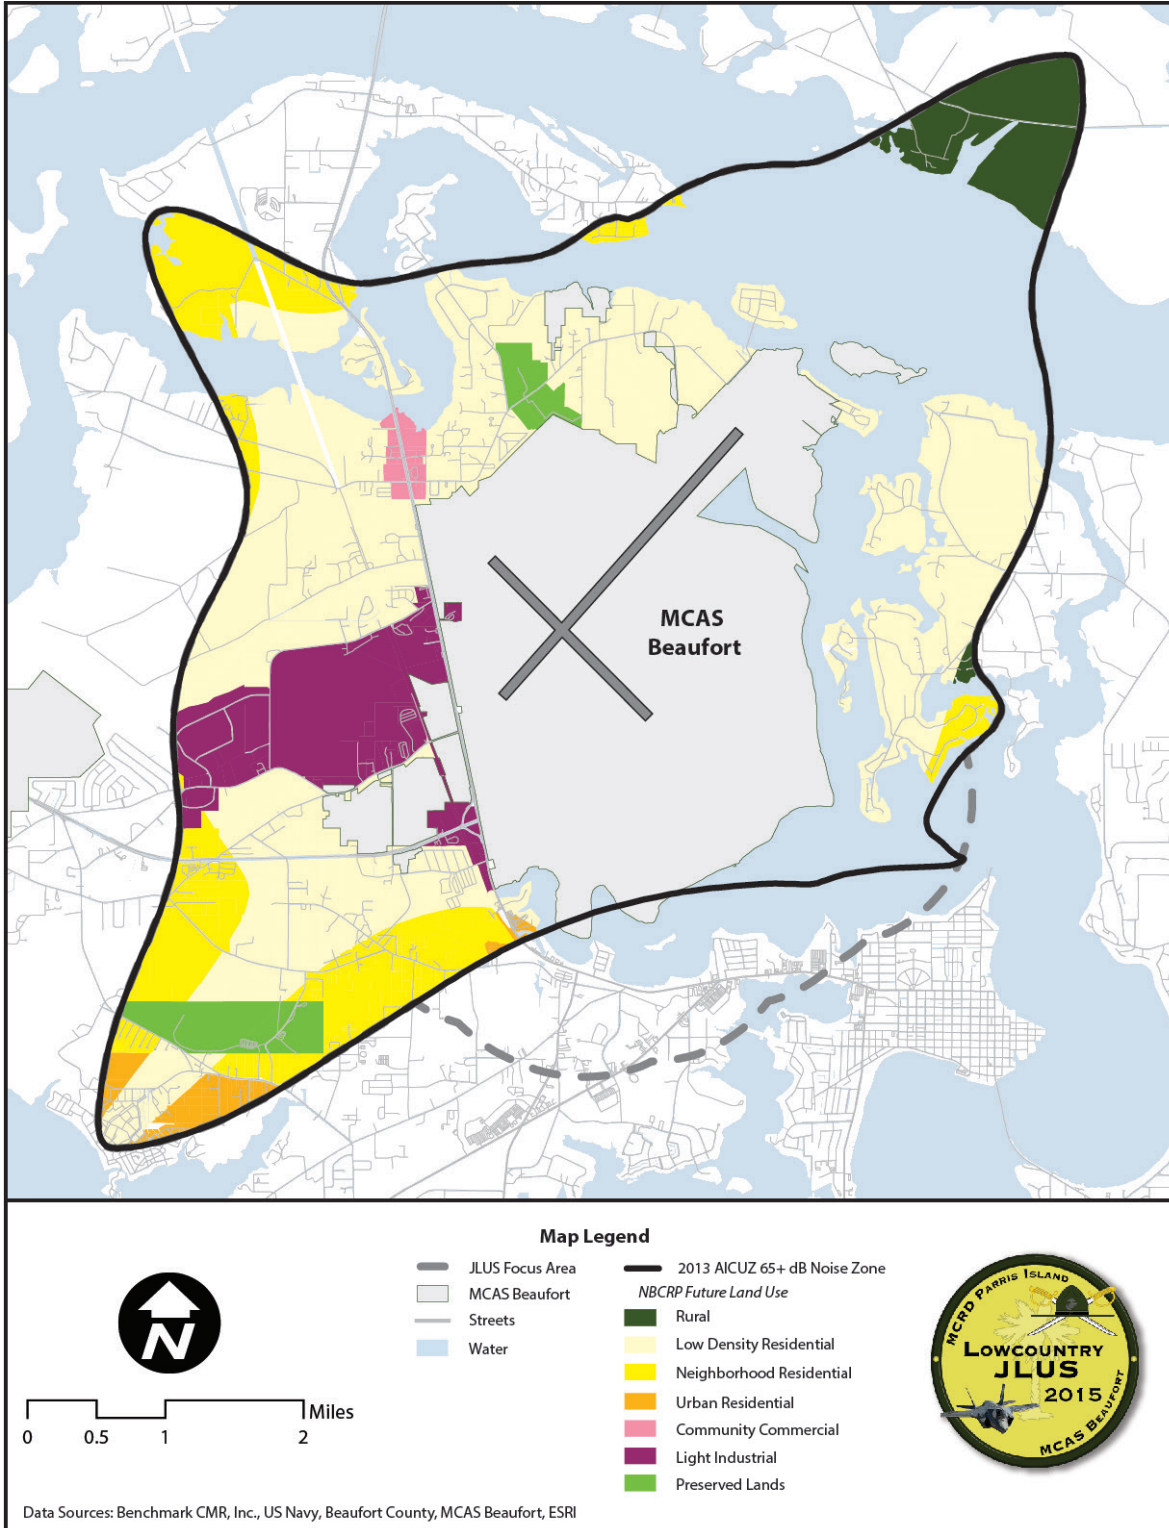 MCAS
Beaufort
Map Legend
JLUS Focus Area
MCAS Beaufort
Streets
Water
2013 AICUZ 65+ dB Noise Zone
NBCRP Future Land Use
Rural
Low Density Residential
Neighborhood Residential
Urban Residential
Community Commercial
Light Industrial
Preserved Lands
N
Miles
0 0.5 1 2
MCRD PARRIS ISLAND
LOWCOUNTRY
JLUS
2015
MCAS BEAUFORT
Data Sources: Benchmark CMR, Inc., US Navy, Beaufort County, MCAS Beaufort, ESRI